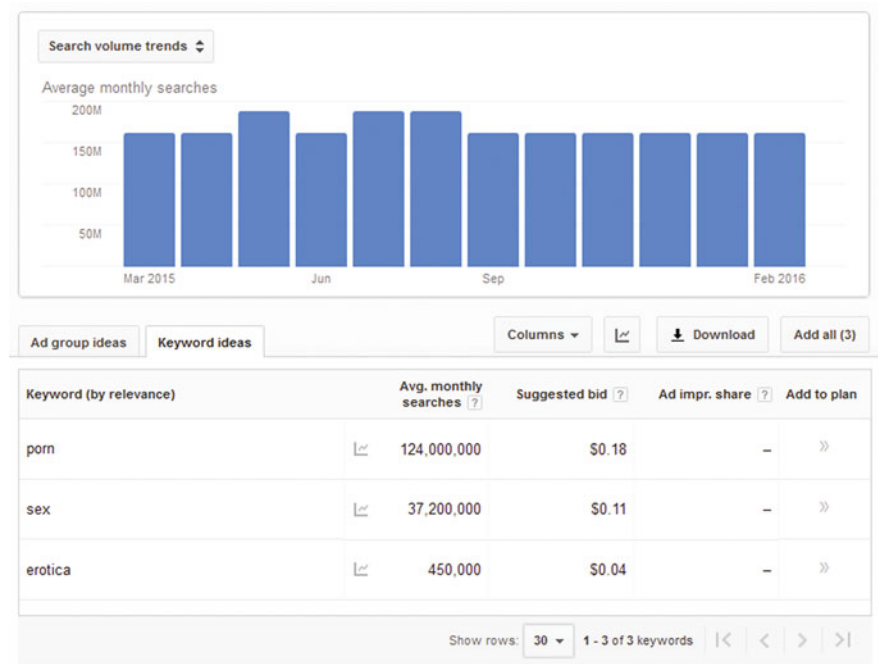 Search volume trends
Average monthly searches
200M
150M
100M
50M
Mar 2015 Jun Sep Feb 2016
Ad group ideas Keyword ideas Columns Download Add all (3)
Keyword (by relevance) Avg. monthly searches ? Suggested bid ? Ad impr. share ? Add to plan
porn 124,000,000 $0.18 – »
sex 37,200,000 $0.11 – »
erotica 450,000 $0.04 – »
Show rows: 30 1 - 3 of 3 keywords